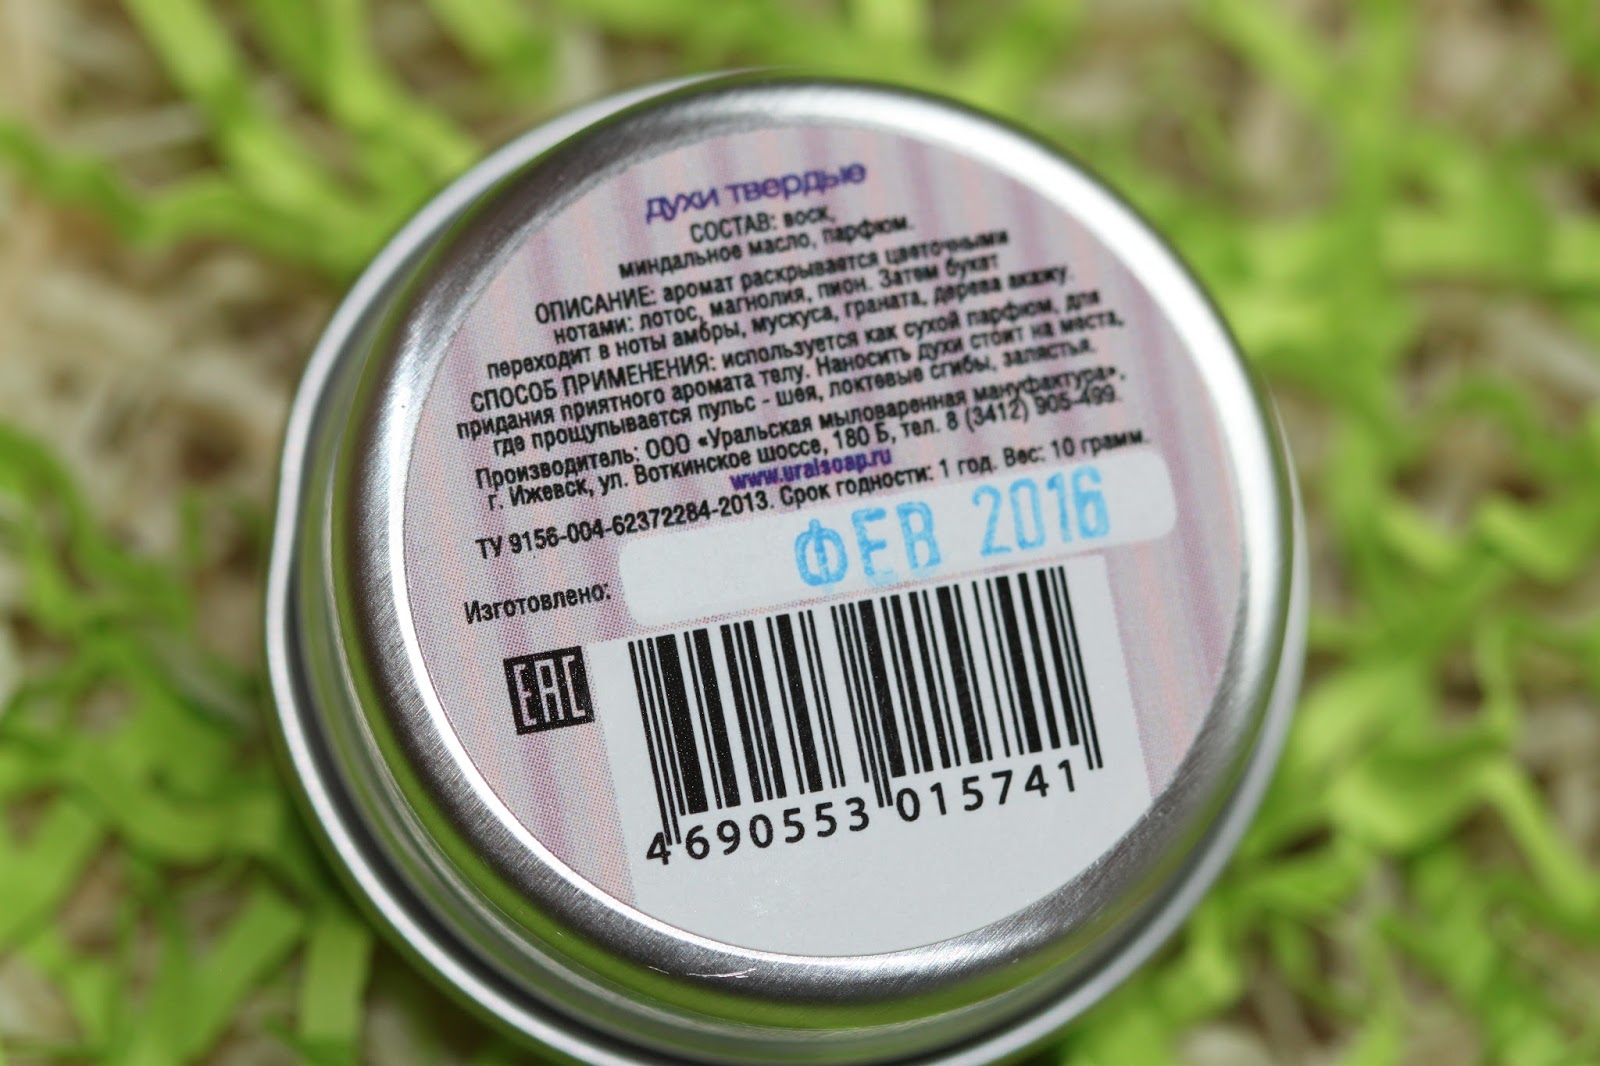 духи твердые
СОСТАВ: воск,
миндальное масло, парфюм.
ОПИСАНИЕ: аромат раскрывается цветочными
нотами: лотос, магнолия, пион. Затем букет
переходит в ноты амбры, мускуса, граната, дерева акажу.
СПОСОБ ПРИМЕНЕНИЯ: используется как сухой парфюм, для
придания приятного аромата телу. Наносить духи стоит на места,
где прощупывается пульс - шея, локтевые сгибы, запястья.
Производитель: ООО «Уральская мыловаренная мануфактура»,
г. Ижевск, ул. Воткинское шоссе, 180 Б, тел. 8 (3412) 905-499.
www.uralsoap.ru
ТУ 9156-004-62372284-2013. Срок годности: 1 год. Вес: 10 грамм.
Изготовлено: ФЕВ 2016
EAC
4 690553 015741